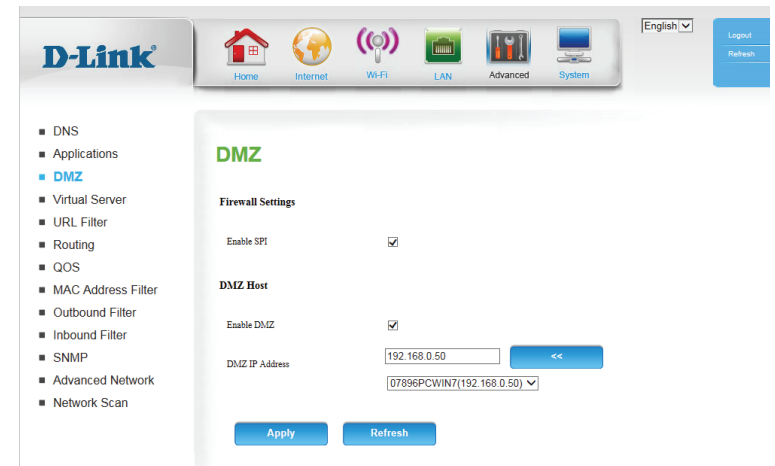 D-Link®
Home
Internet
Wi-Fi
LAN
Advanced
System
English
Logout
Refresh
DNS
Applications
DMZ
Virtual Server
URL Filter
Routing
QOS
MAC Address Filter
Outbound Filter
Inbound Filter
SNMP
Advanced Network
Network Scan
DMZ
Firewall Settings
Enable SPI
DMZ Host
Enable DMZ
DMZ IP Address
192.168.0.50
<<
07896PCWIN7(192.168.0.50)
Apply
Refresh